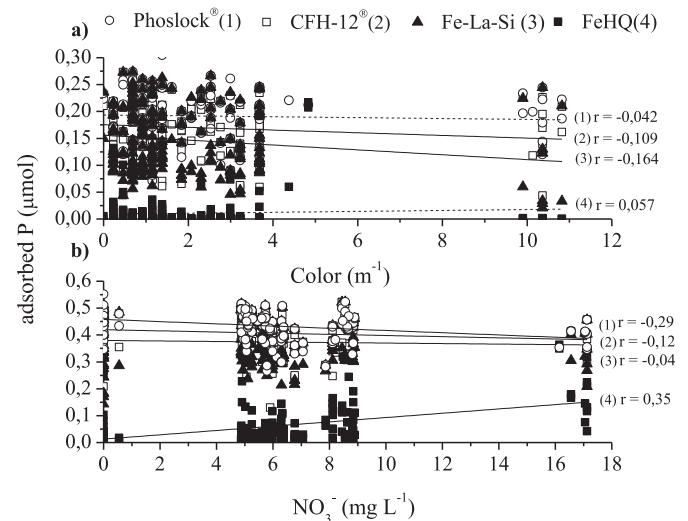 Phoslock®(1) CFH-12®(2) Fe-La-Si (3) FeHQ(4)
a)
0,30
0,25
0,20
0,15
0,10
0,05
0,00
(1) r = -0,042
(2) r = -0,109
(3) r = -0,164
(4) r = 0,057
0 2 4 6 8 10 12
Color (m⁻¹)
adsorbed P (μmol)
b)
0,6
0,5
0,4
0,3
0,2
0,1
0,0
(1) r = -0,29
(2) r = -0,12
(3) r = -0,04
(4) r = 0,35
0 2 4 6 8 10 12 14 16 18
NO₃⁻ (mg L⁻¹)